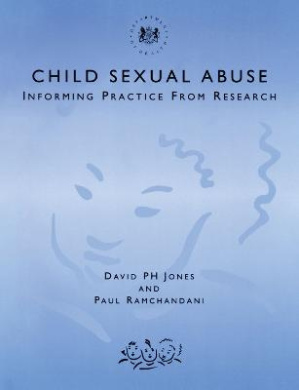 CHILD SEXUAL ABUSE
INFORMING PRACTICE FROM RESEARCH
DAVID PH JONES
AND
PAUL RAMCHANDANI